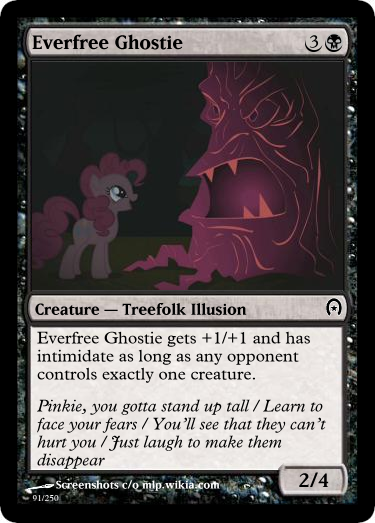 Everfree Ghostie 3
Creature — Treefolk Illusion
Everfree Ghostie gets +1/+1 and has
intimidate as long as any opponent
controls exactly one creature.
Pinkie, you gotta stand up tall / Learn to
face your fears / You'll see that they can't
hurt you / Just laugh to make them
disappear
2/4
Screenshots c/o mlp.wikia.com
91/250